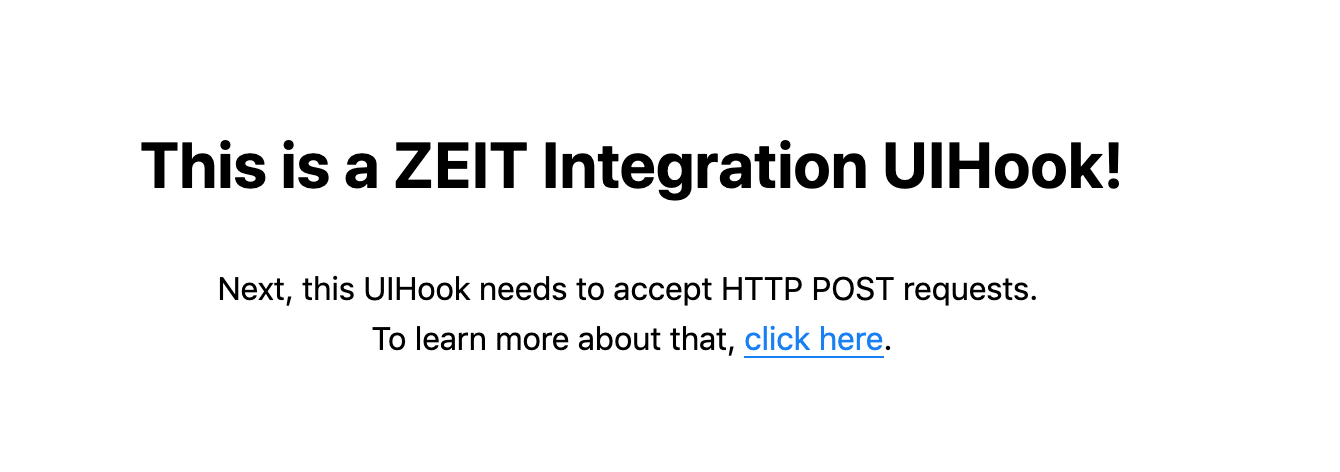 This is a ZEIT Integration UIHook!
Next, this UIHook needs to accept HTTP POST requests.
To learn more about that, click here.